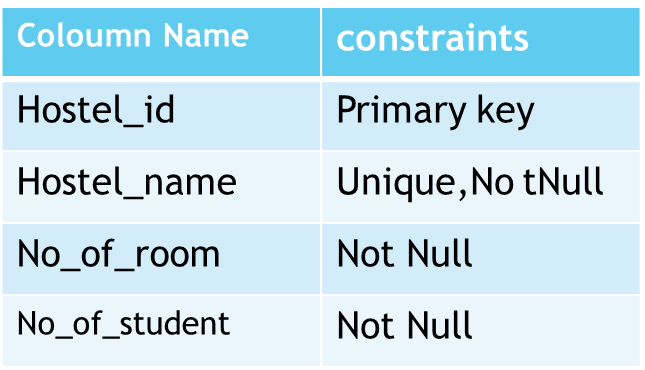 Coloumn Name constraints
Hostel_id Primary key
Hostel_name Unique,No tNull
No_of_room Not Null
No_of_student Not Null